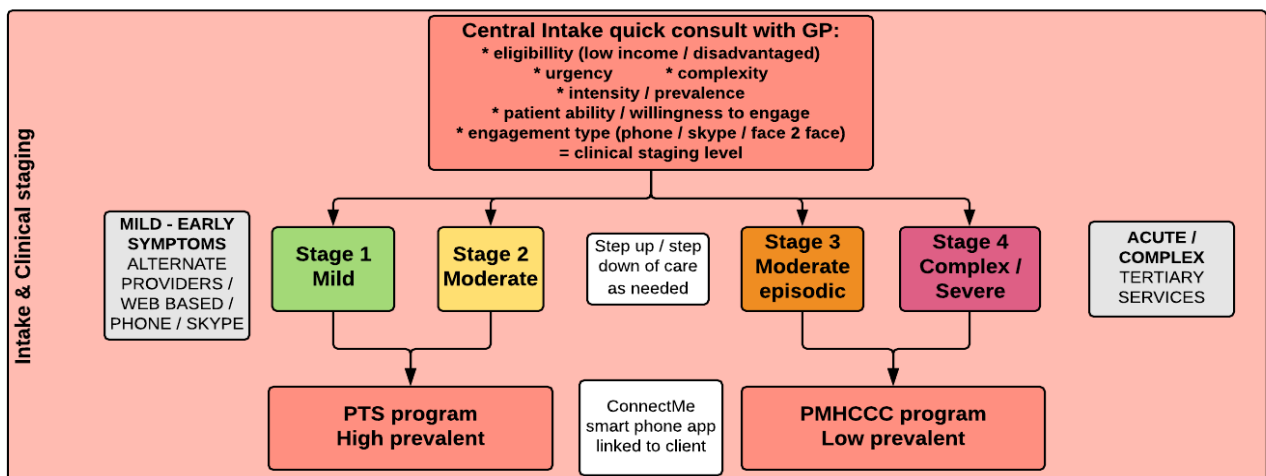 Intake & Clinical staging
Central Intake quick consult with GP:
* eligibillity (low income / disadvantaged)
* urgency * complexity
* intensity / prevalence
* patient ability / willingness to engage
* engagement type (phone / skype / face 2 face)
= clinical staging level
MILD - EARLY
SYMPTOMS
ALTERNATE
PROVIDERS /
WEB BASED /
PHONE / SKYPE
Stage 1
Mild
Stage 2
Moderate
Step up / step
down of care
as needed
Stage 3
Moderate
episodic
Stage 4
Complex /
Severe
ACUTE /
COMPLEX
TERTIARY
SERVICES
PTS program
High prevalent
ConnectMe
smart phone app
linked to client
PMHCCC program
Low prevalent